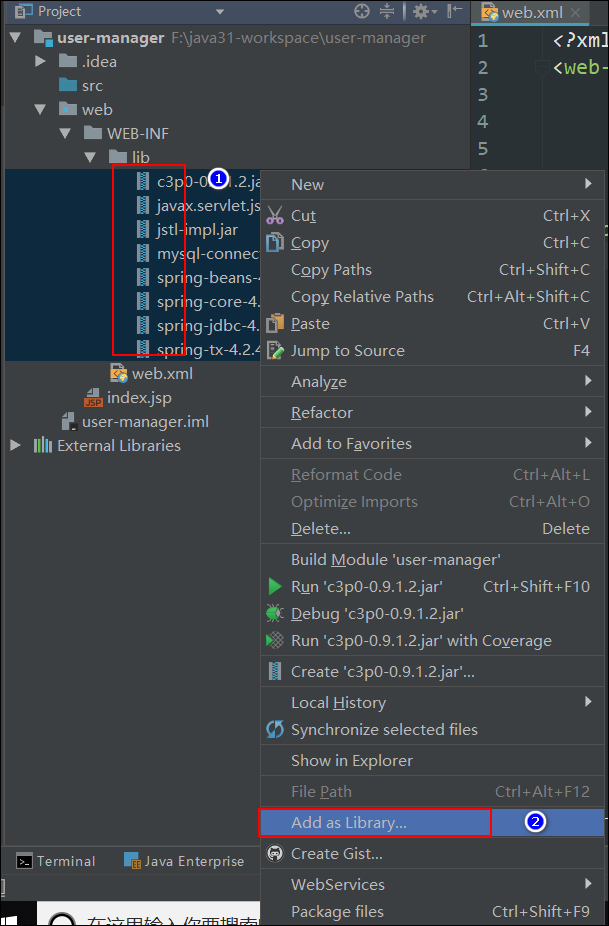 Project
web.xml
user-manager F:\java31-workspace\user-manager
.idea
src
web
WEB-INF
lib
c3p0-0.9.1.2.ja
javax.servlet.js
jstl-impl.jar
mysql-connec
spring-beans-4
spring-core-4.
spring-jdbc-4.
spring-tx-4.2.4
web.xml
index.jsp
user-manager.iml
External Libraries
1
2
3
4
5
<?xml
<web-
1
New
Cut Ctrl+X
Copy Ctrl+C
Copy Paths Ctrl+Shift+C
Copy Relative Paths Ctrl+Alt+Shift+C
Paste Ctrl+V
Jump to Source F4
Analyze
Refactor
Add to Favorites
Reformat Code Ctrl+Alt+L
Optimize Imports Ctrl+Alt+O
Delete... Delete
Build Module 'user-manager'
Run 'c3p0-0.9.1.2.jar' Ctrl+Shift+F10
Debug 'c3p0-0.9.1.2.jar'
Run 'c3p0-0.9.1.2.jar' with Coverage
Create 'c3p0-0.9.1.2.jar'...
Local History
Synchronize selected files
Show in Explorer
File Path Ctrl+Alt+F12
Add as Library... 2
Create Gist...
WebServices
Package files Ctrl+Shift+F9
Terminal Java Enterprise
在这里输入你要搜索